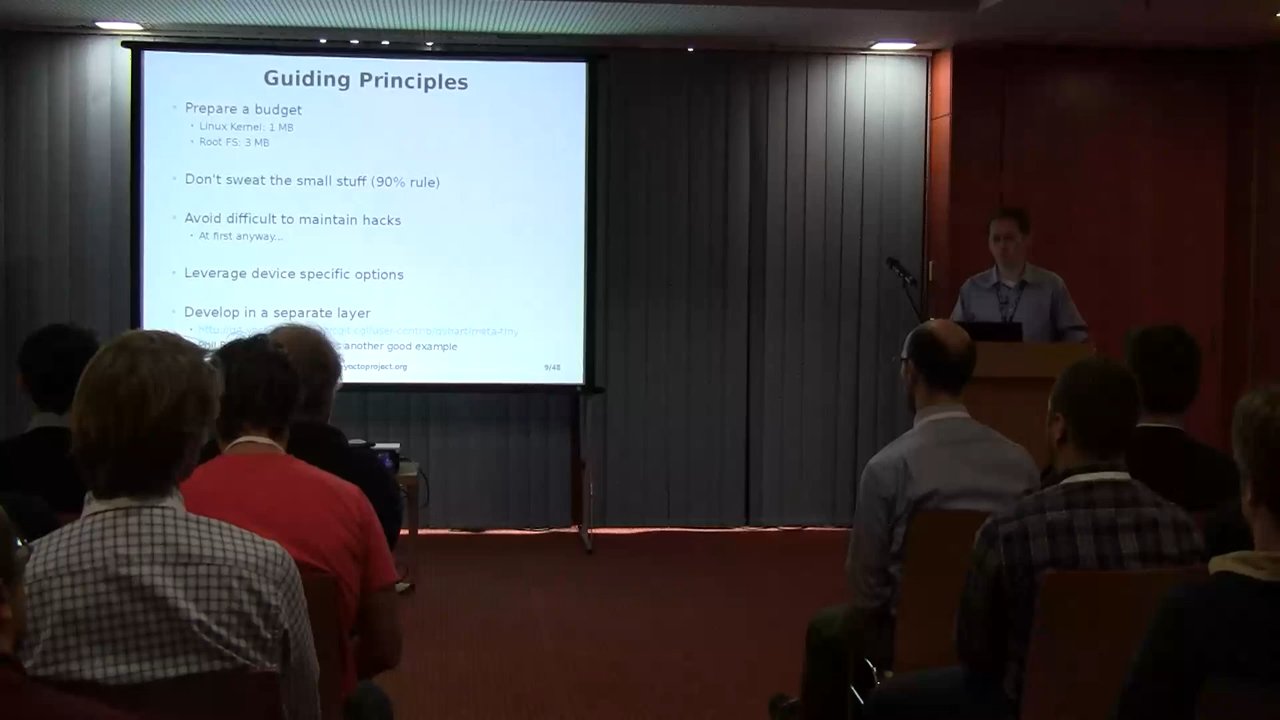 Guiding Principles
Prepare a budget
Linux Kernel: 1 MB
Root FS: 3 MB
Don't sweat the small stuff (90% rule)
Avoid difficult to maintain hacks
At first anyway...
Leverage device specific options
Develop in a separate layer
another good example
yoctoproject.org
9/48